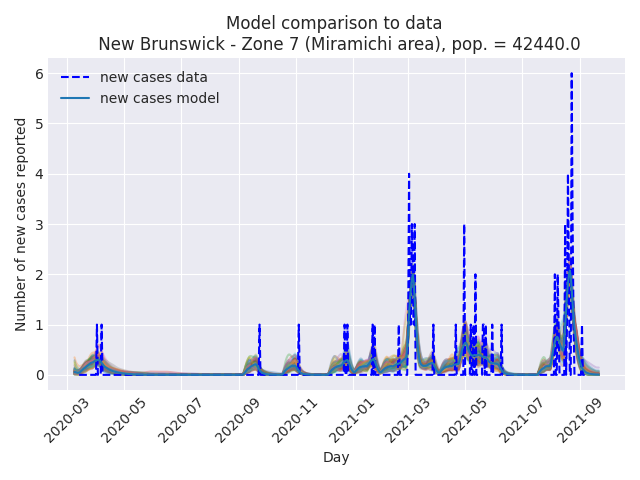 Model comparison to data
New Brunswick - Zone 7 (Miramichi area), pop. = 42440.0
new cases data
new cases model
Number of new cases reported
6
5
4
3
2
1
0
2020-03
2020-05
2020-07
2020-09
2020-11
2021-01
2021-03
2021-05
2021-07
2021-09
Day